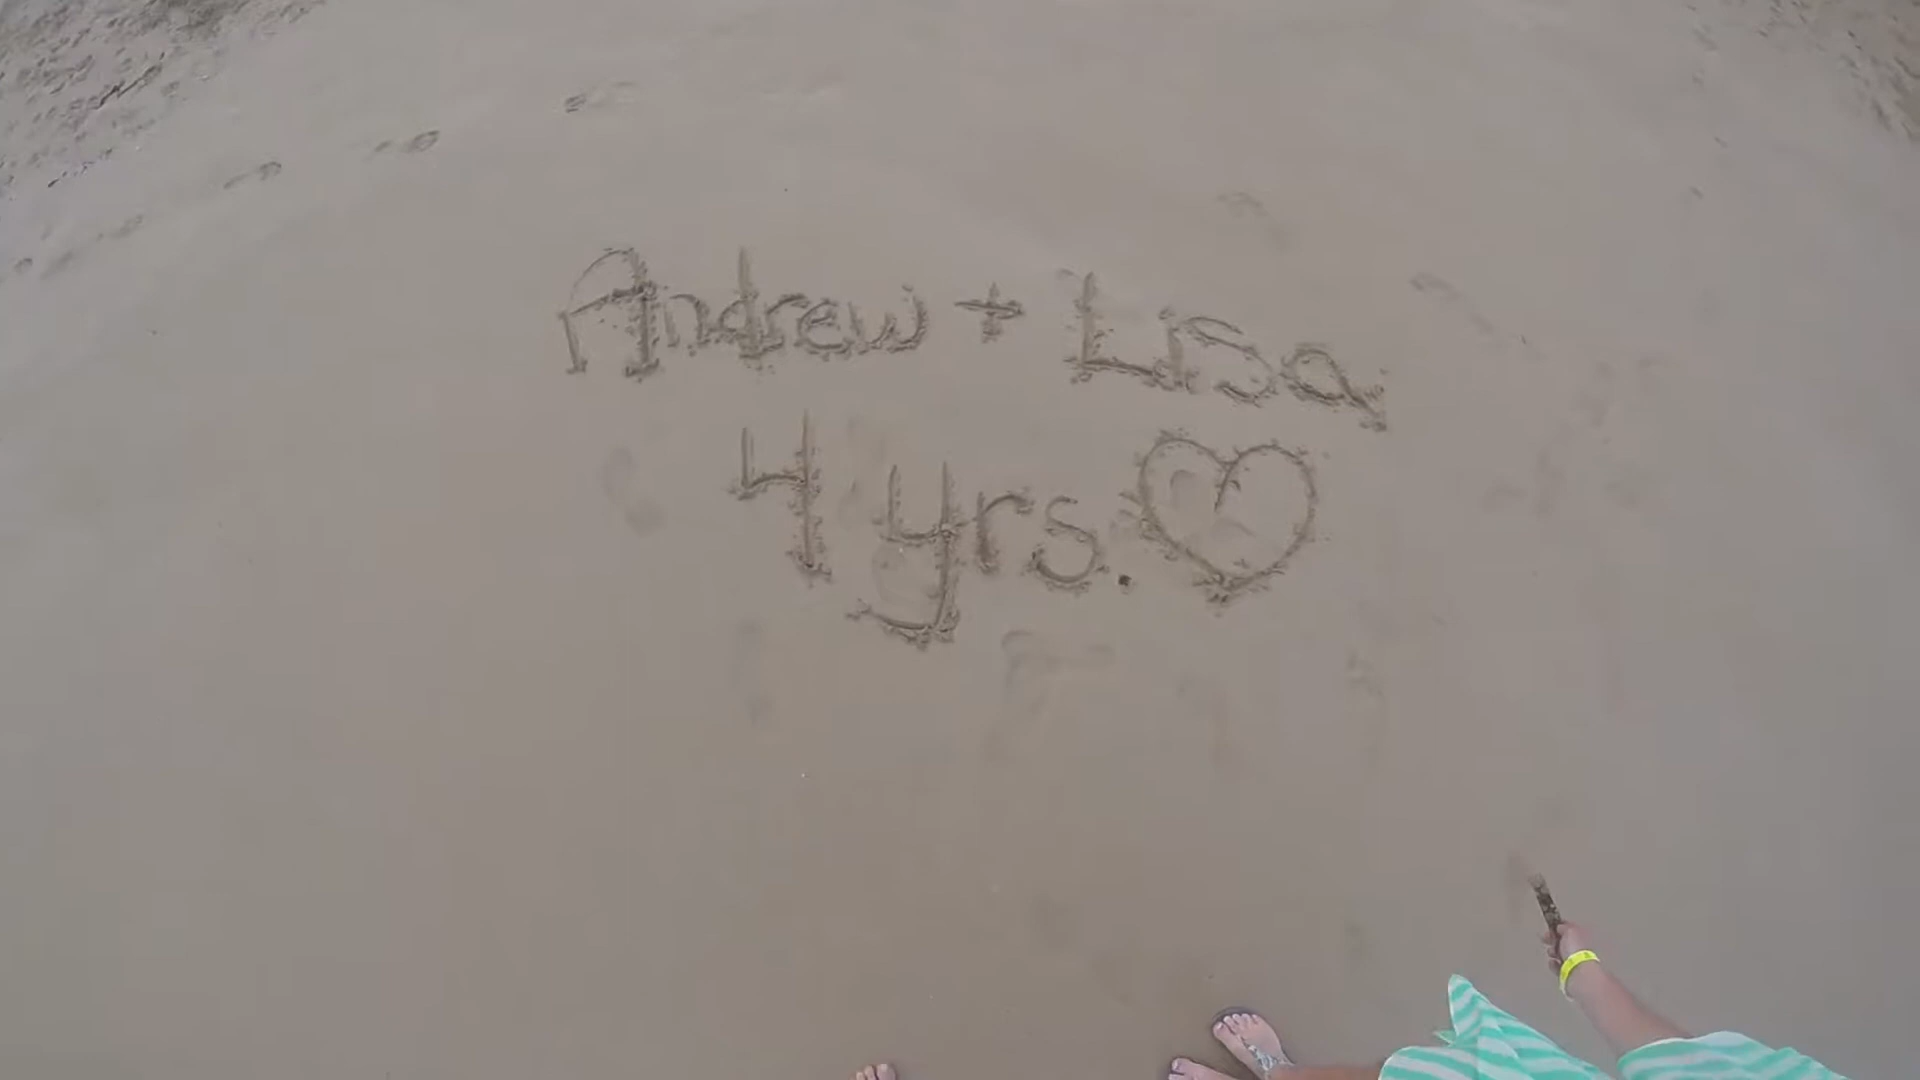 Andrew + Lisa
4 yrs. ♡